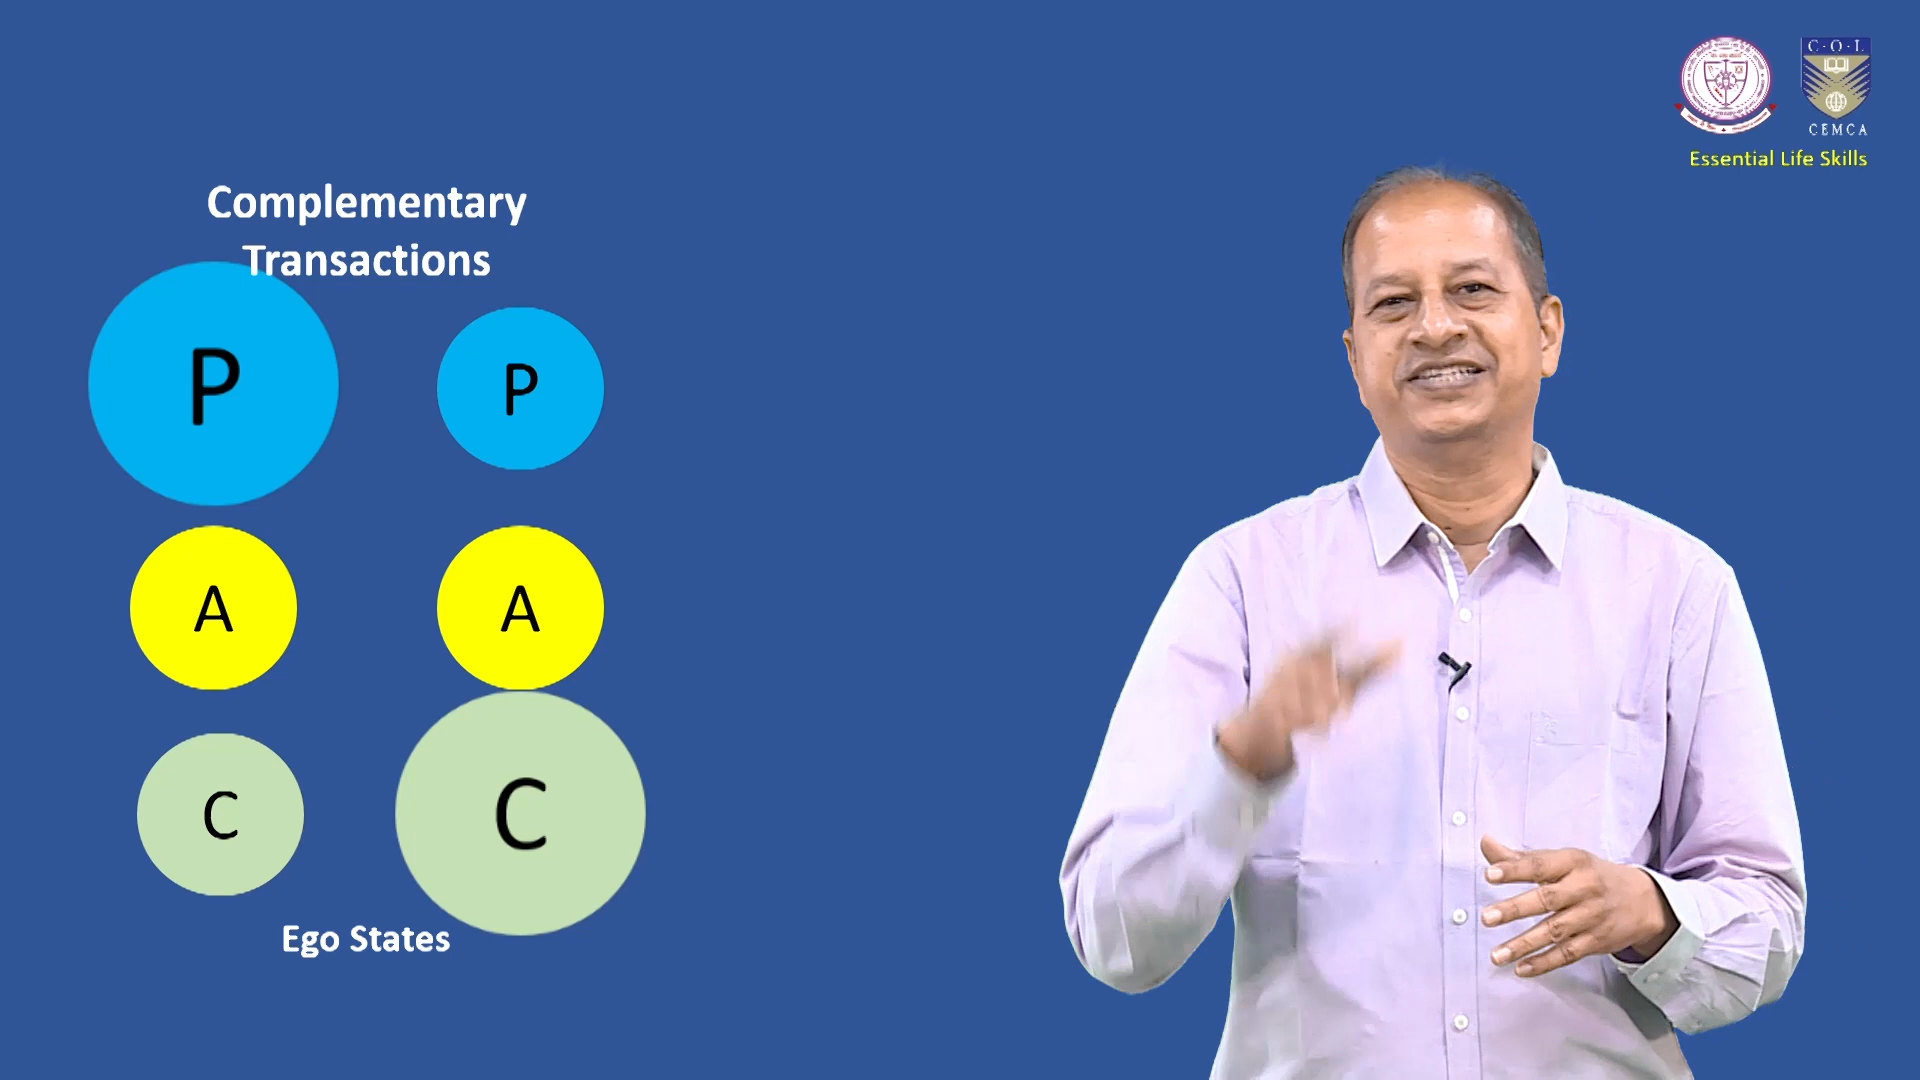 C·O·L
CEMCA
Essential Life Skills
Complementary
Transactions
P P
A A
C C
Ego States